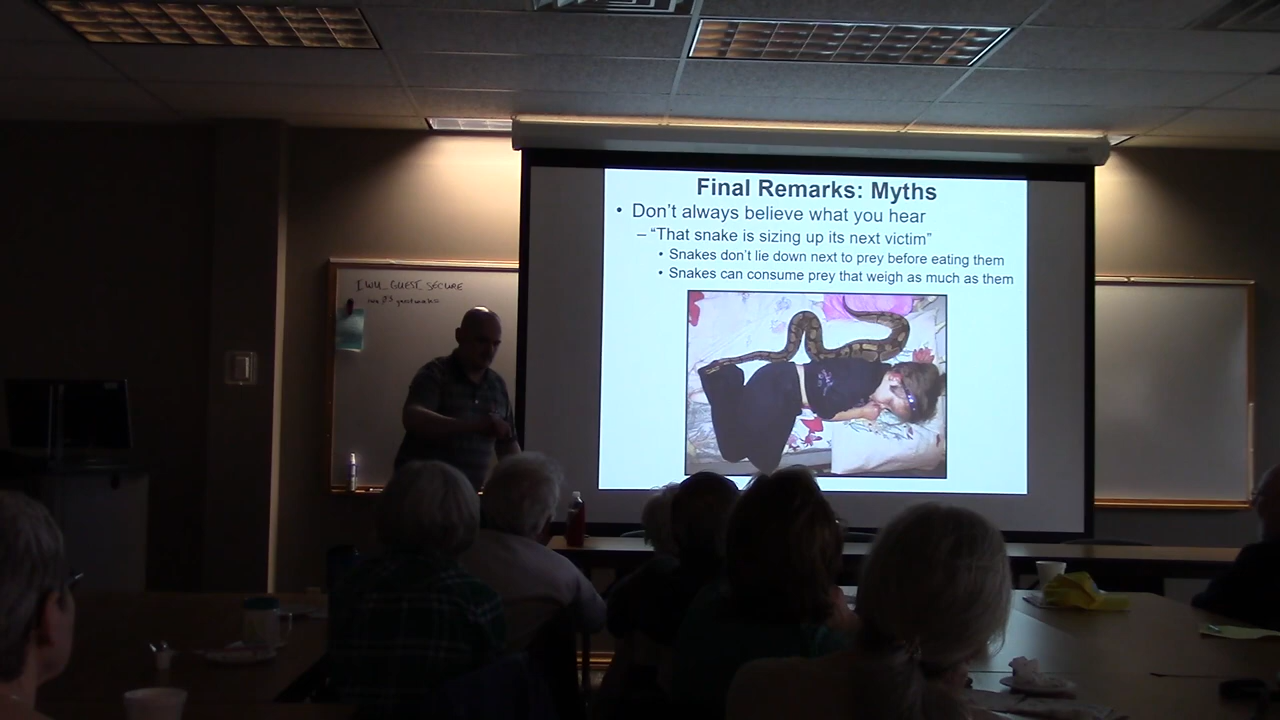 Final Remarks: Myths
• Don't always believe what you hear
– “That snake is sizing up its next victim”
• Snakes don't lie down next to prey before eating them
• Snakes can consume prey that weigh as much as them
IWU_GUEST_SECURE